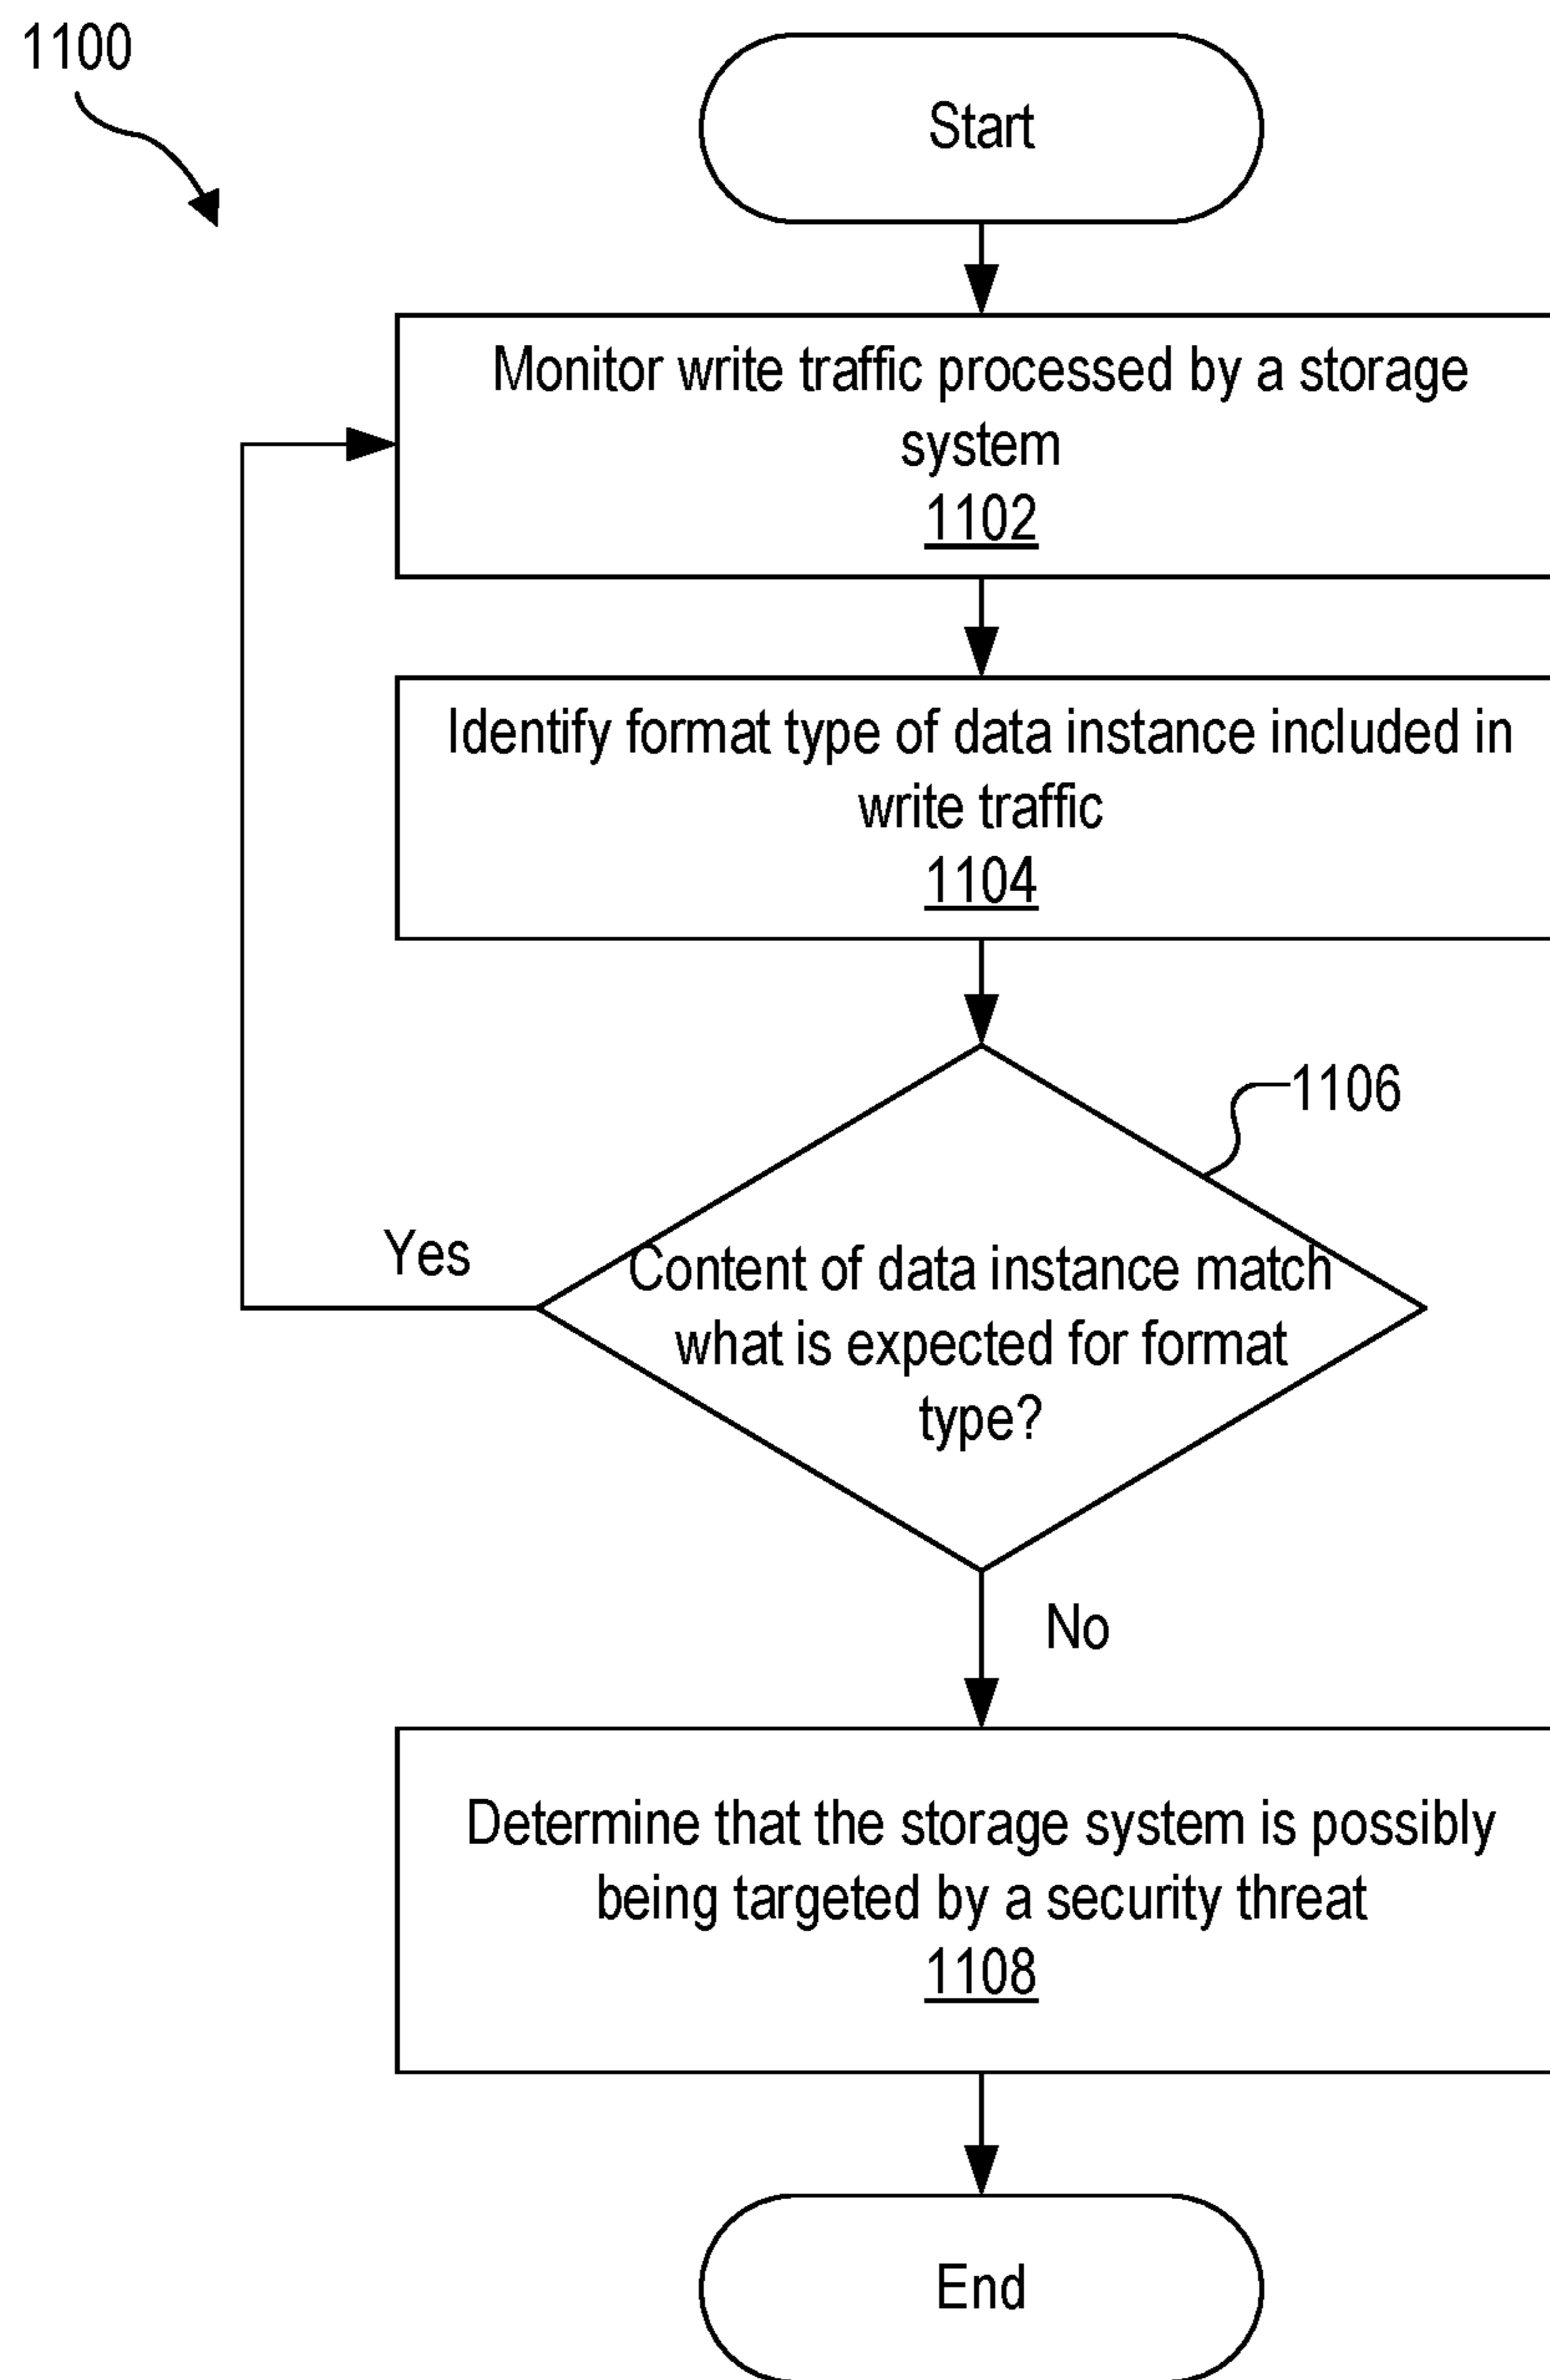 1100
Start
Monitor write traffic processed by a storage
system
1102
Identify format type of data instance included in
write traffic
1104
1106
Yes
Content of data instance match
what is expected for format
type?
No
Determine that the storage system is possibly
being targeted by a security threat
1108
End